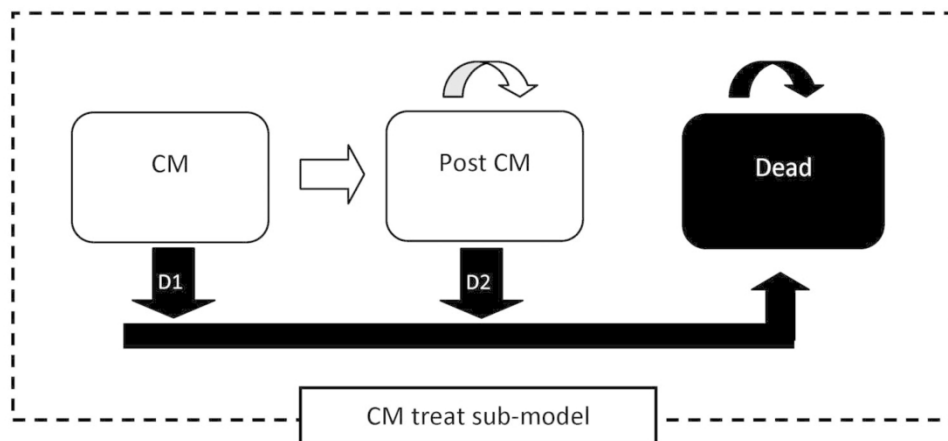 CM
Post CM
Dead
D1
D2
CM treat sub-model